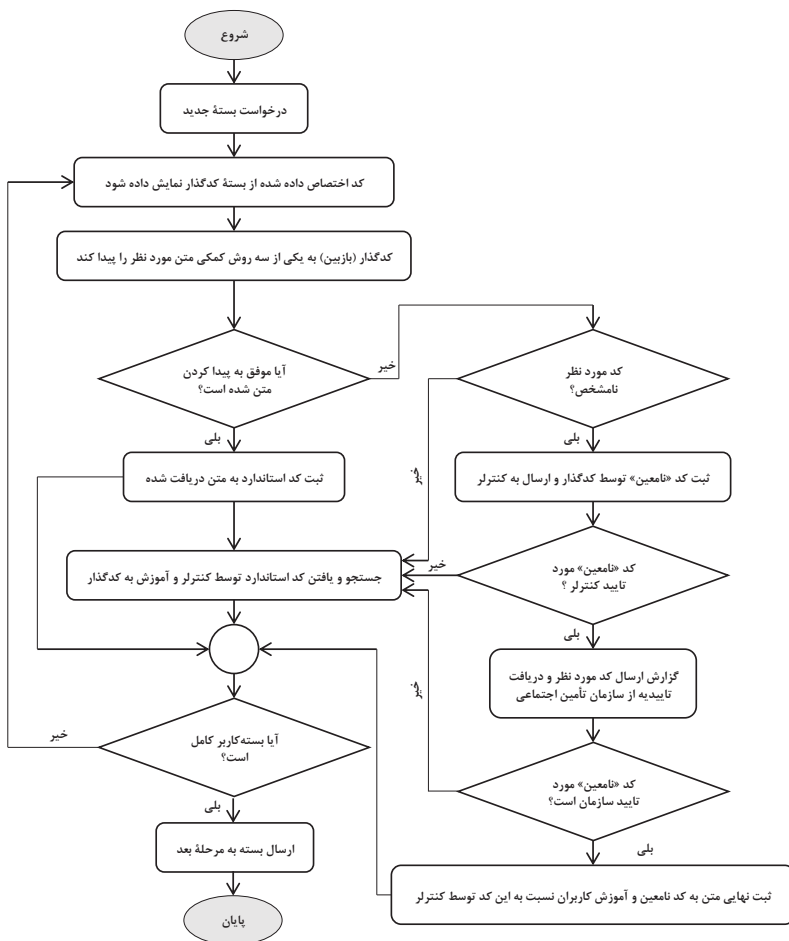 شروع
درخواست بستهٔ جدید
کد اختصاص داده شده از بستهٔ کدگذار نمایش داده شود
کدگذار (بازبین) به یکی از سه روش کمکی متن مورد نظر را پیدا کند
آیا موفق به پیدا کردن
متن شده است؟
خیر
کد مورد نظر
نامشخص؟
بلی
بلی
خیر
ثبت کد استاندارد به متن دریافت شده
ثبت کد «نامعین» توسط کدگذار و ارسال به کنترلر
جستجو و یافتن کد استاندارد توسط کنترلر و آموزش به کدگذار
خیر
کد «نامعین» مورد
تایید کنترلر ؟
بلی
گزارش ارسال کد مورد نظر و دریافت
تاییدیه از سازمان تأمین اجتماعی
خیر
آیا بسته‌کاربر کامل
است؟
خیر
کد «نامعین» مورد
تایید سازمان است؟
بلی
بلی
ارسال بسته به مرحلهٔ بعد
ثبت نهایی متن به کد نامعین و آموزش کاربران نسبت به این کد توسط کنترلر
پایان